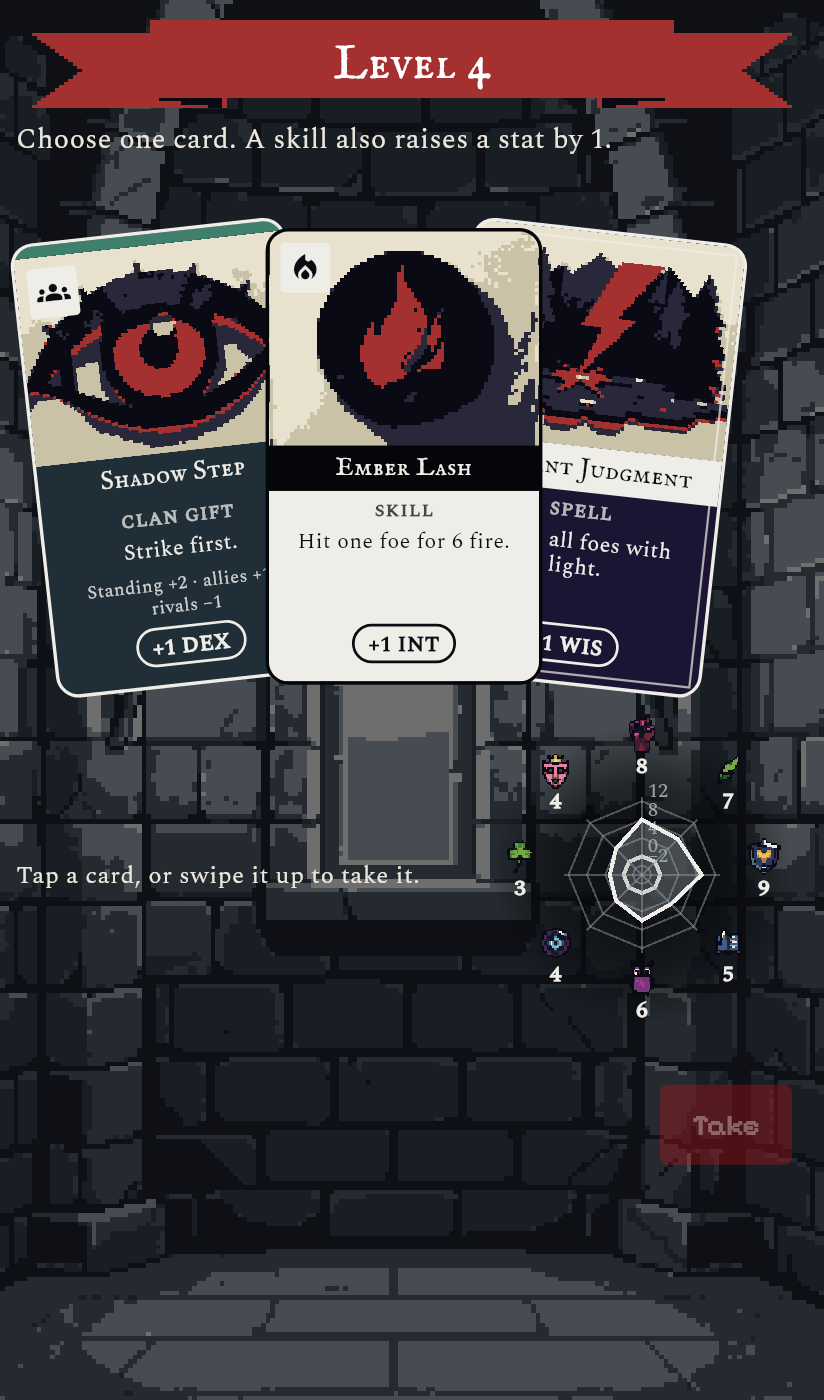 Level 4
Choose one card. A skill also raises a stat by 1.
Shadow Step
CLAN GIFT
Strike first.
Standing +2 · allies
rivals −1
+1 DEX
Ember Lash
SKILL
Hit one foe for 6 fire.
+1 INT
Judgment
SPELL
all foes with
light.
1 WIS
8
4
7
12
8
4
0
-2
3
9
4
5
6
Tap a card, or swipe it up to take it.
Take